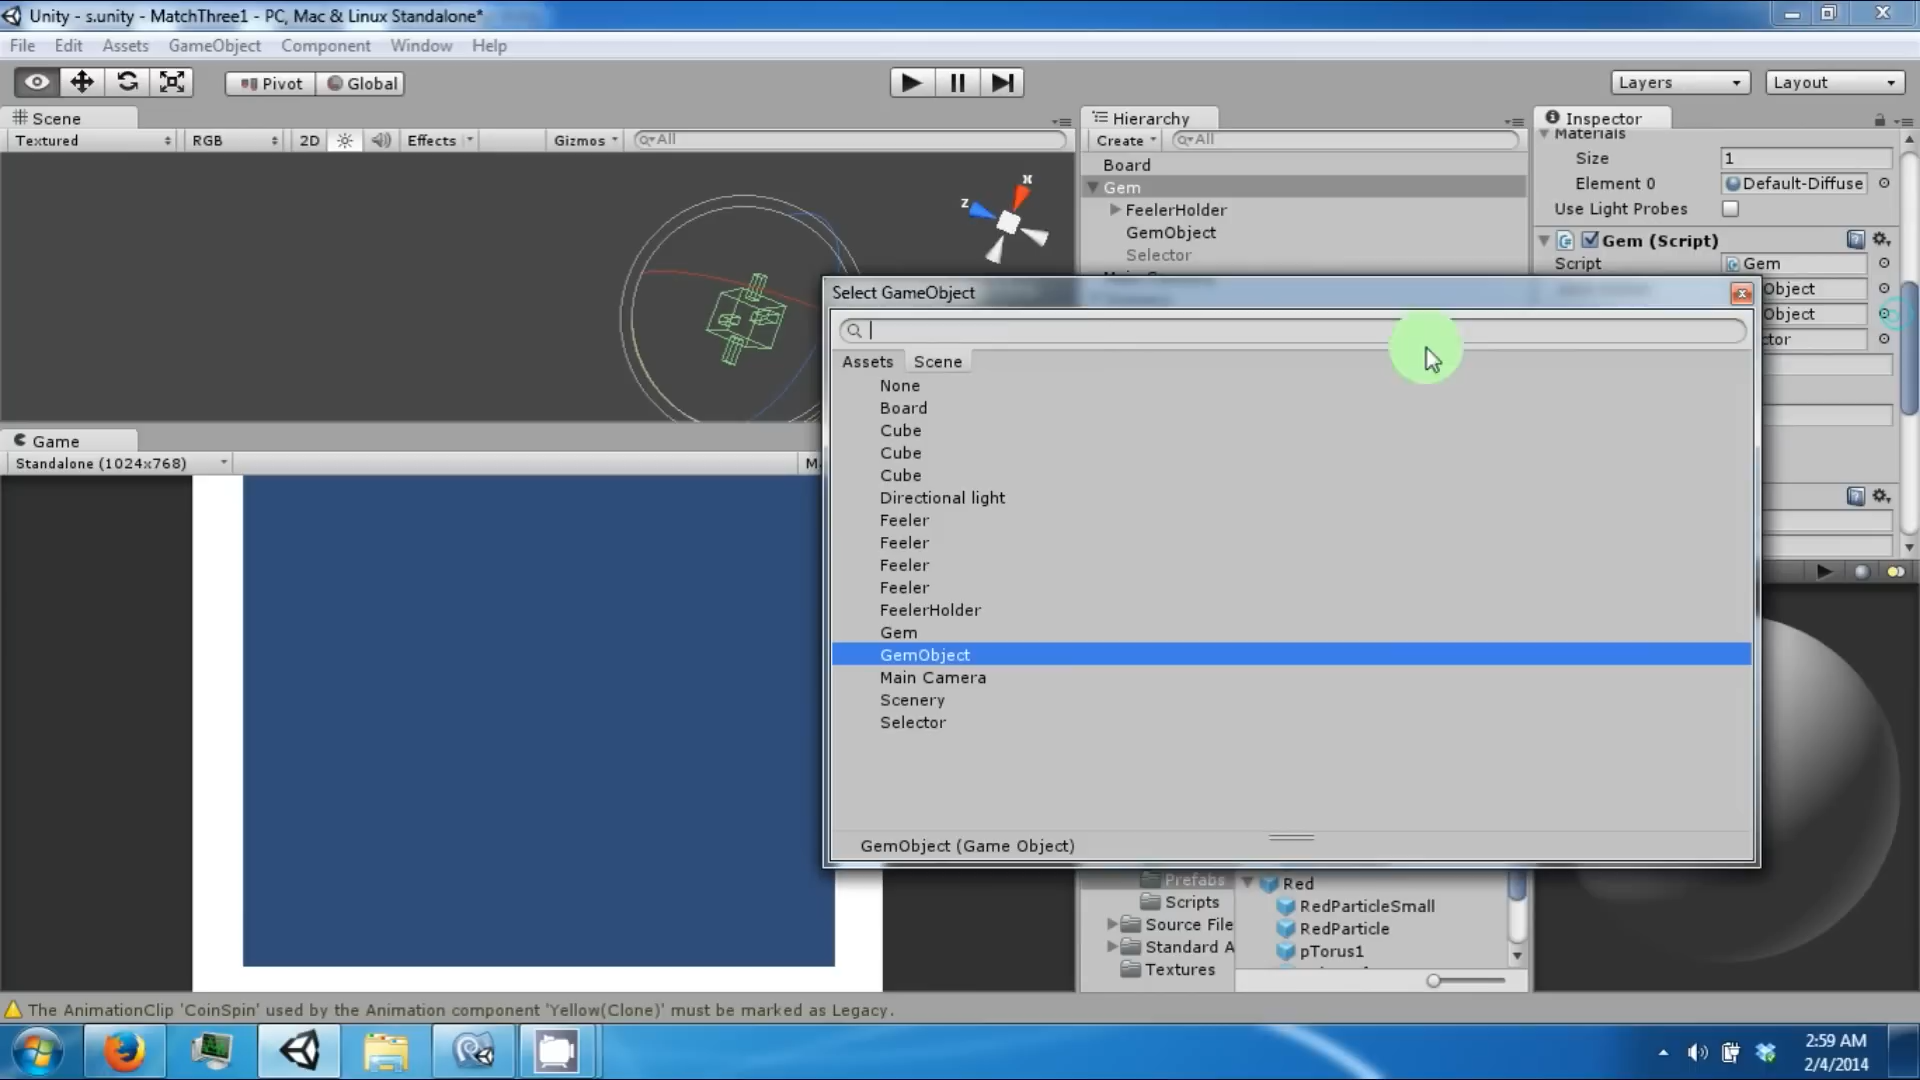 Unity - s.unity - MatchThree1 - PC, Mac & Linux Standalone*
File Edit Assets GameObject Component Window Help
Pivot Global Layers Layout
Scene
Textured RGB 2D Effects Gizmos All
Hierarchy
Create All
Board
Gem
FeelerHolder
GemObject
Selector
Inspector
Materials
Size 1
Element 0 Default-Diffuse
Use Light Probes
Gem (Script)
Script Gem
Object
Object
ctor
Select GameObject
Assets Scene
None
Board
Cube
Cube
Cube
Directional light
Feeler
Feeler
Feeler
Feeler
FeelerHolder
Gem
GemObject
Main Camera
Scenery
Selector
GemObject (Game Object)
Game
Standalone (1024x768) M
Prefabs
Scripts
Source File
Standard A
Textures
Red
RedParticleSmall
RedParticle
pTorus1
The AnimationClip 'CoinSpin' used by the Animation component 'Yellow(Clone)' must be marked as Legacy.
2:59 AM
2/4/2014